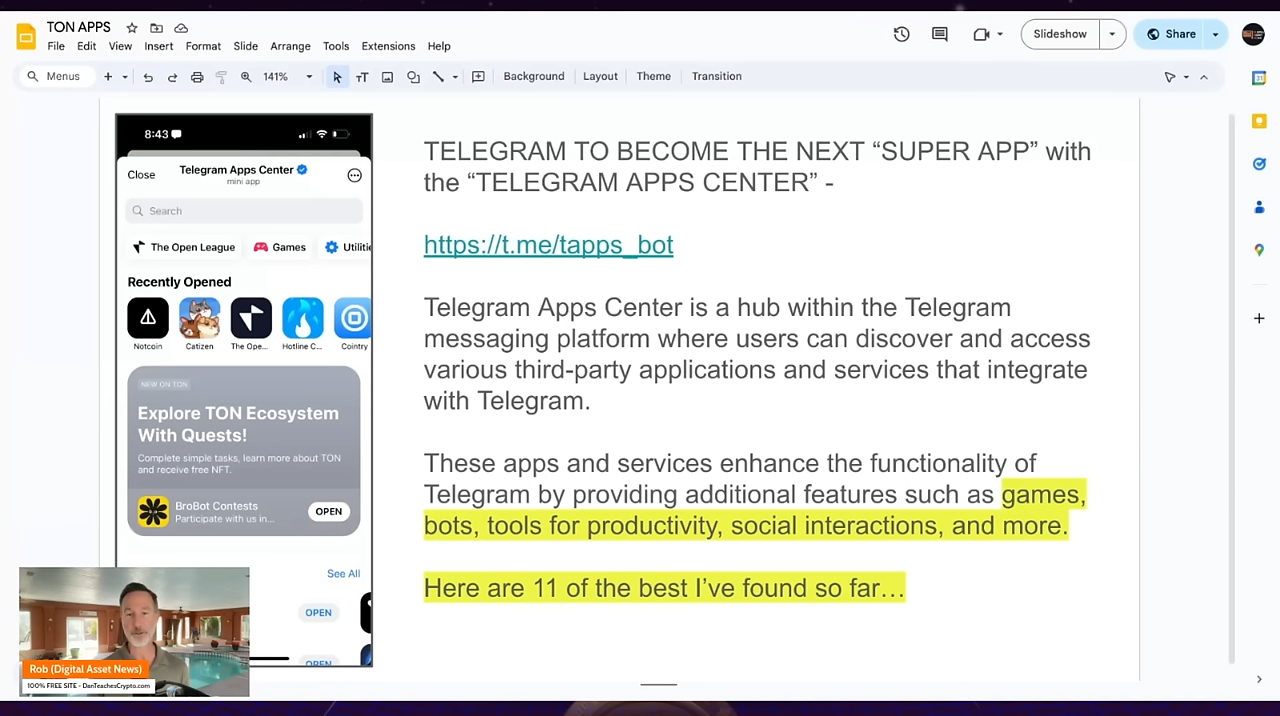 TON APPS
File Edit View Insert Format Slide Arrange Tools Extensions Help
Slideshow
Share
Menus
141%
Background
Layout
Theme
Transition
8:43
Close
Telegram Apps Center
mini app
Search
The Open League
Games
Utilitie
Recently Opened
Notcoin
Catizen
The Ope...
Hotline C...
Cointry
NEW ON TON
Explore TON Ecosystem
With Quests!
Complete simple tasks, learn more about TON
and receive free NFT.
BroBot Contests
Participate with us in...
OPEN
See All
OPEN
OPEN
TELEGRAM TO BECOME THE NEXT “SUPER APP” with
the “TELEGRAM APPS CENTER” -
https://t.me/tapps_bot
Telegram Apps Center is a hub within the Telegram
messaging platform where users can discover and access
various third-party applications and services that integrate
with Telegram.
These apps and services enhance the functionality of
Telegram by providing additional features such as games,
bots, tools for productivity, social interactions, and more.
Here are 11 of the best I’ve found so far…
Rob (Digital Asset News)
100% FREE SITE - DanTeachesCrypto.com